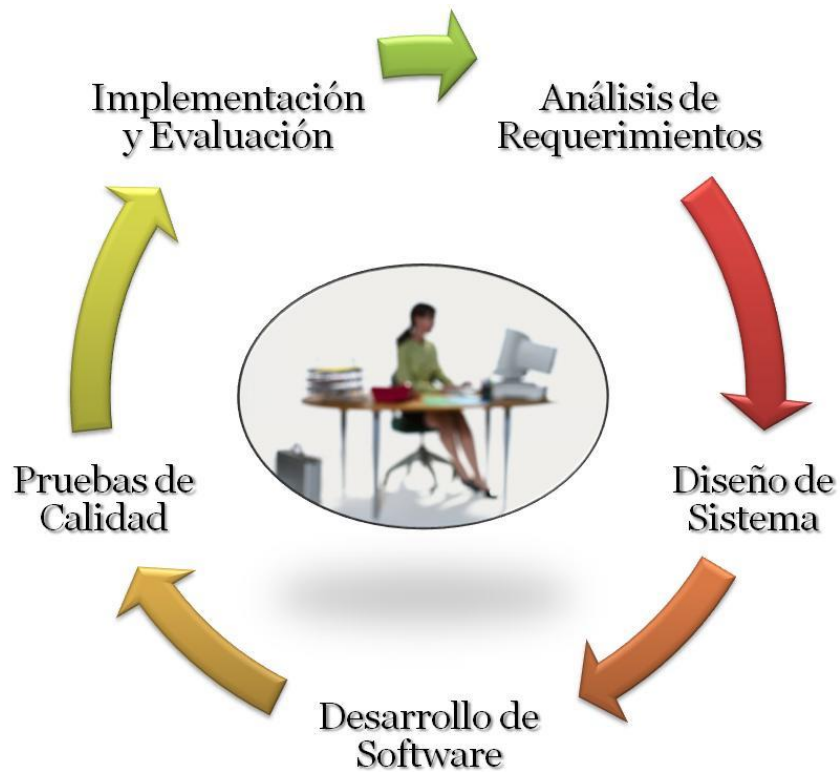 Implementación
y Evaluación
Análisis de
Requerimientos
Pruebas de
Calidad
Diseño de
Sistema
Desarrollo de
Software